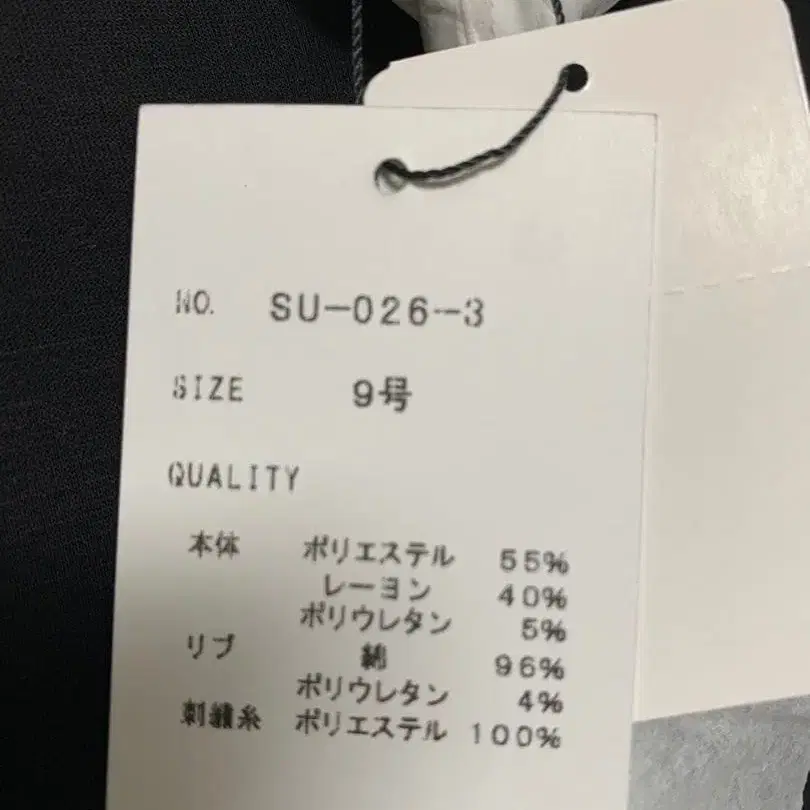 NO. SU-026-3
SIZE 9号
QUALITY
本体 ポリエステル 55%
レーヨン 40%
ポリウレタン 5%
リブ 綿 96%
ポリウレタン 4%
刺繍糸 ポリエステル 100%